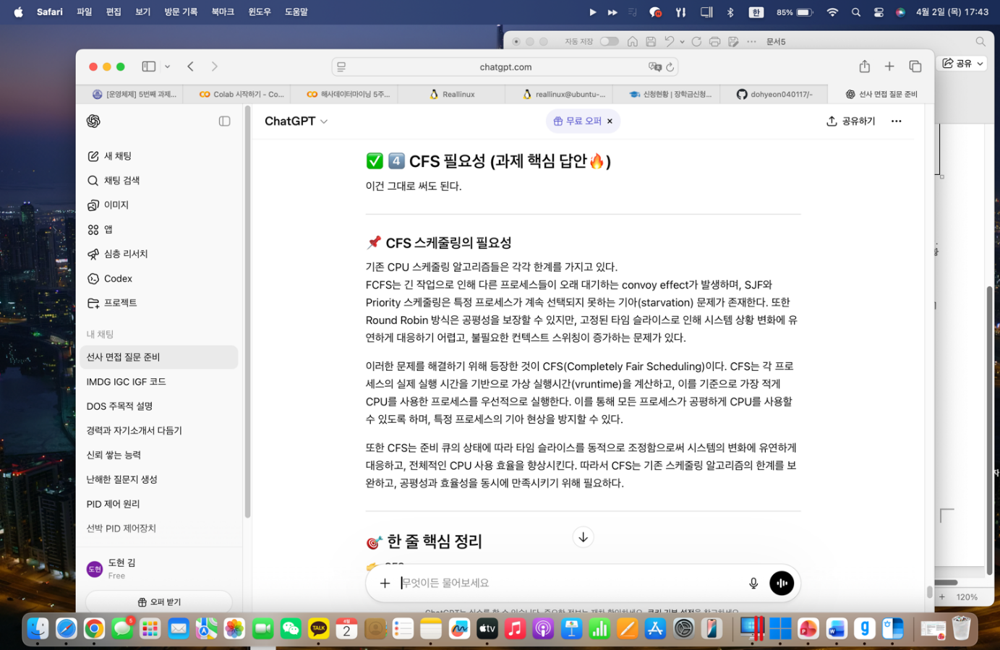 Safari 파일 편집 보기 방문 기록 북마크 윈도우 도움말
한 85% 4월 2일 (목) 17:43
자동 저장 ··· 문서5
공유
chatgpt.com
[운영체제] 5번째 과제...
Colab 시작하기 - Co...
해사데이터마이닝 5주...
Reallinux
reallinux@ubuntu-...
신청현황 | 장학금신청...
dohyeon040117/-
선사 면접 질문 준비
ChatGPT
무료 오퍼 ×
공유하기 ···
새 채팅
채팅 검색
이미지
앱
심층 리서치
Codex
프로젝트
내 채팅
선사 면접 질문 준비
IMDG IGC IGF 코드
DOS 주목적 설명
경력과 자기소개서 다듬기
신뢰 쌓는 능력
난해한 질문지 생성
PID 제어 원리
선박 PID 제어장치
도현
도현 김
Free
오퍼 받기
✅ 4️⃣ CFS 필요성 (과제 핵심 답안🔥)
이건 그대로 써도 된다.
📌 CFS 스케줄링의 필요성
기존 CPU 스케줄링 알고리즘들은 각각 한계를 가지고 있다.
FCFS는 긴 작업으로 인해 다른 프로세스들이 오래 대기하는 convoy effect가 발생하며, SJF와
Priority 스케줄링은 특정 프로세스가 계속 선택되지 못하는 기아(starvation) 문제가 존재한다. 또한
Round Robin 방식은 공평성을 보장할 수 있지만, 고정된 타임 슬라이스로 인해 시스템 상황 변화에 유
연하게 대응하기 어렵고, 불필요한 컨텍스트 스위칭이 증가하는 문제가 있다.
이러한 문제를 해결하기 위해 등장한 것이 CFS(Completely Fair Scheduling)이다. CFS는 각 프로
세스의 실제 실행 시간을 기반으로 가상 실행시간(vruntime)을 계산하고, 이를 기준으로 가장 적게
CPU를 사용한 프로세스를 우선적으로 실행한다. 이를 통해 모든 프로세스가 공평하게 CPU를 사용할
수 있도록 하며, 특정 프로세스의 기아 현상을 방지할 수 있다.
또한 CFS는 준비 큐의 상태에 따라 타임 슬라이스를 동적으로 조정함으로써 시스템의 변화에 유연하게
대응하고, 전체적인 CPU 사용 효율을 향상시킨다. 따라서 CFS는 기존 스케줄링 알고리즘의 한계를 보
완하고, 공평성과 효율성을 동시에 만족시키기 위해 필요하다.
🎯 한 줄 핵심 정리
무엇이든 물어보세요
120%
5
TALK
4월
2
tv